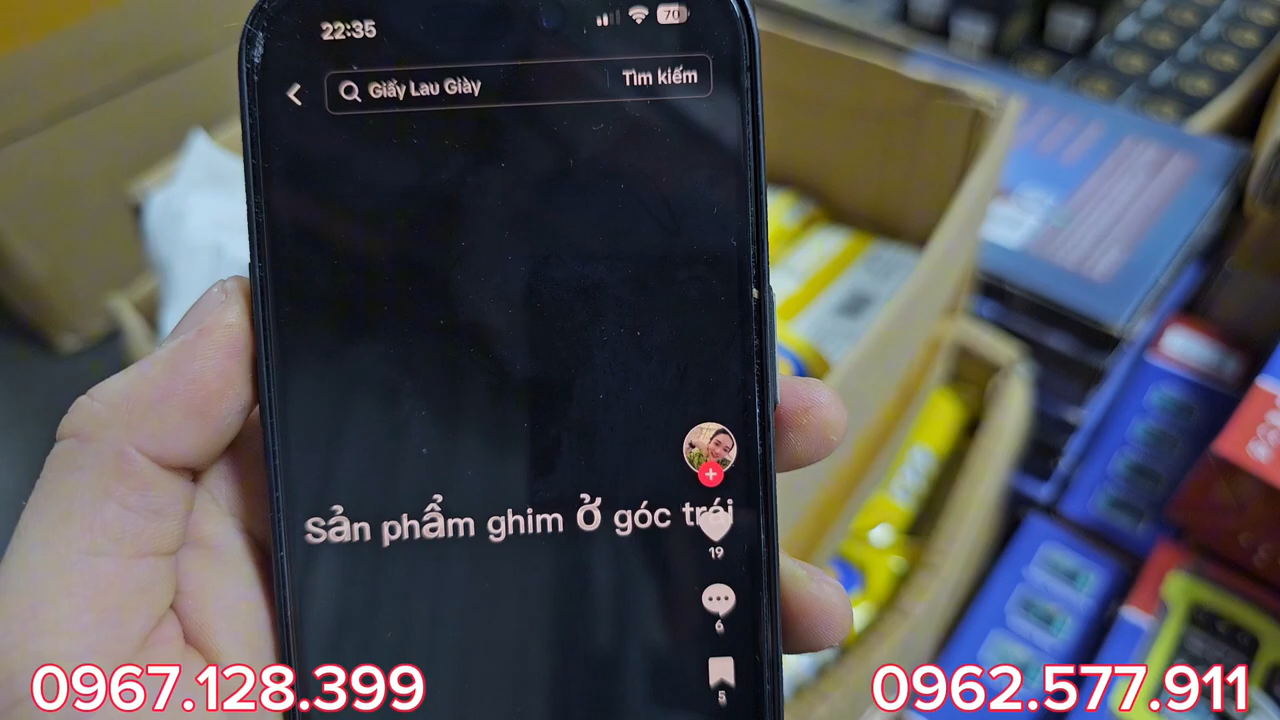 22:35
70
Giấy Lau Giày
Tìm kiếm
Sản phẩm ghim Ở góc trái
19
6
5
0967.128.399
0962.577.911